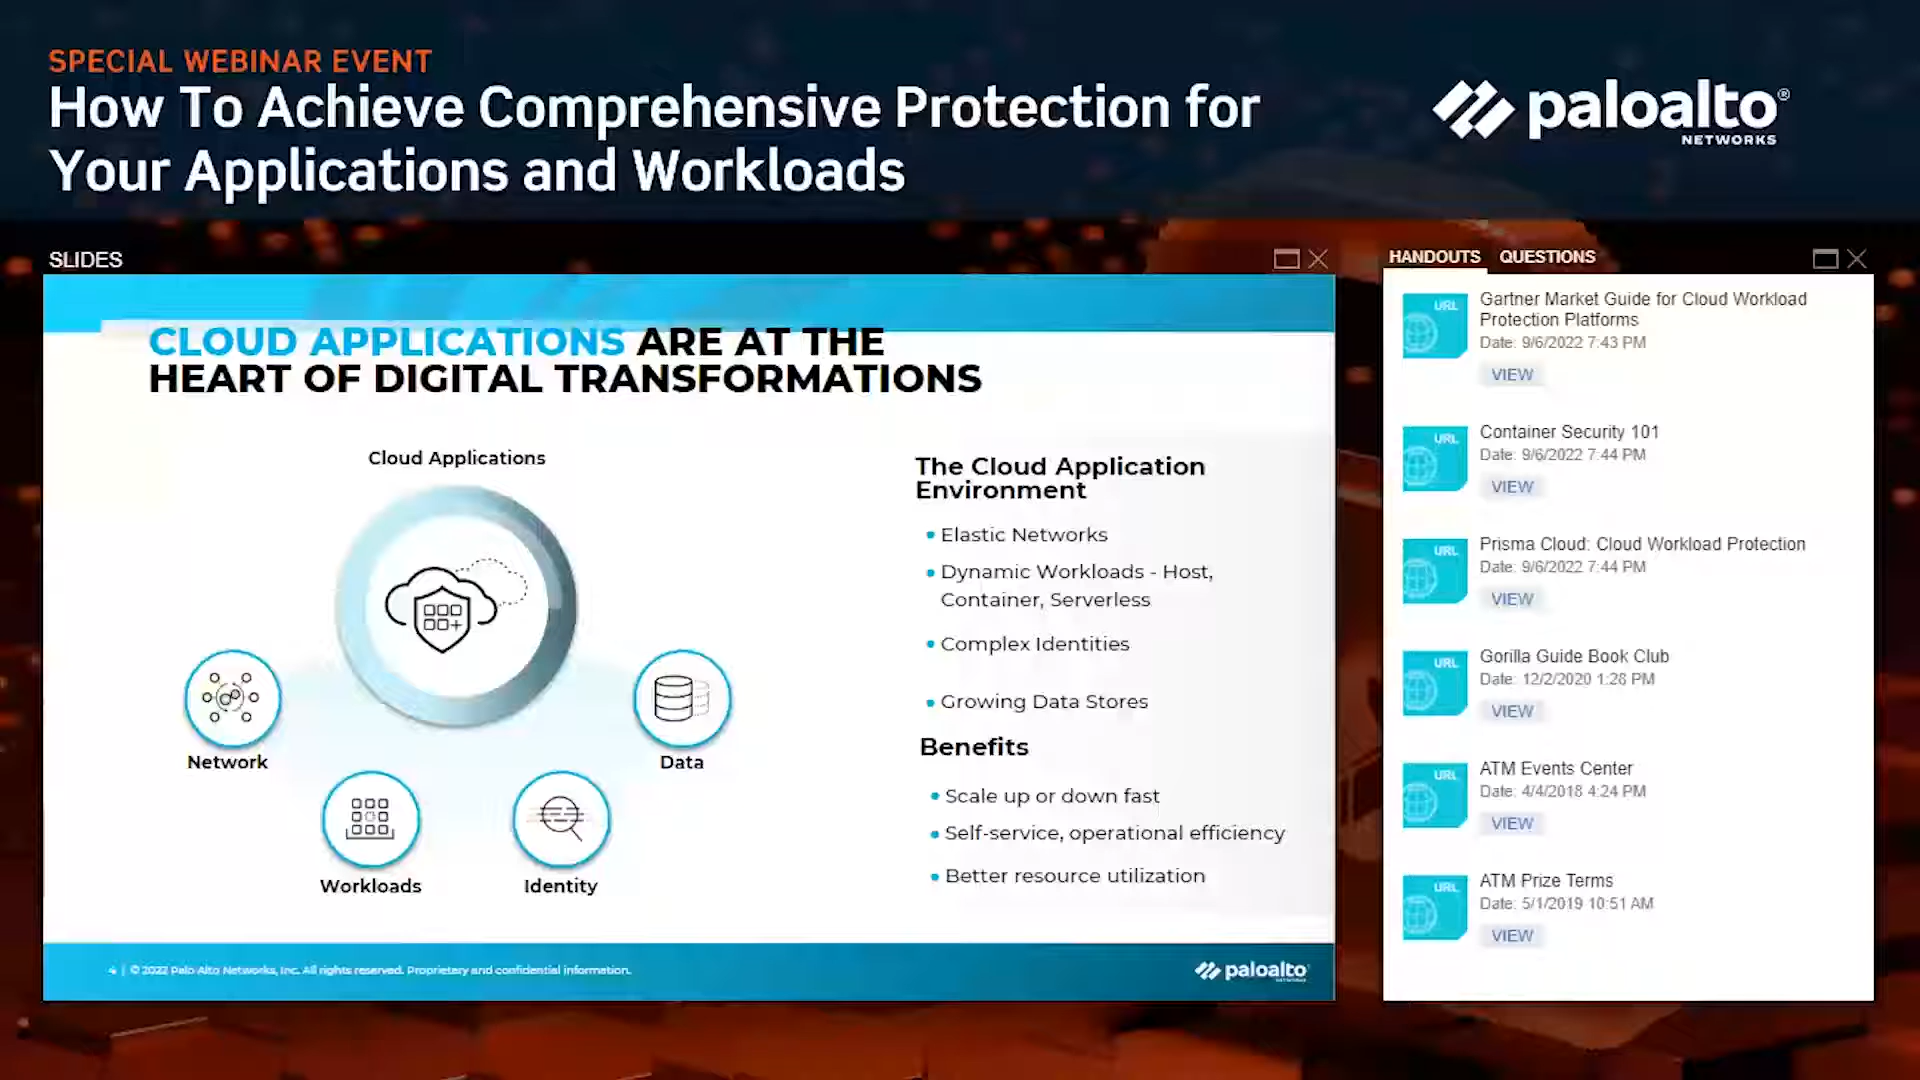 SPECIAL WEBINAR EVENT
How To Achieve Comprehensive Protection for
Your Applications and Workloads
paloalto®
NETWORKS
SLIDES
CLOUD APPLICATIONS ARE AT THE
HEART OF DIGITAL TRANSFORMATIONS
Cloud Applications
Network
Workloads
Identity
Data
The Cloud Application
Environment
• Elastic Networks
• Dynamic Workloads - Host,
Container, Serverless
• Complex Identities
• Growing Data Stores
Benefits
• Scale up or down fast
• Self-service, operational efficiency
• Better resource utilization
4 | © 2022 Palo Alto Networks, Inc. All rights reserved. Proprietary and confidential information.
paloalto
NETWORKS
HANDOUTS QUESTIONS
URL
Gartner Market Guide for Cloud Workload
Protection Platforms
Date: 9/6/2022 7:43 PM
VIEW
URL
Container Security 101
Date: 9/6/2022 7:44 PM
VIEW
URL
Prisma Cloud: Cloud Workload Protection
Date: 9/6/2022 7:44 PM
VIEW
URL
Gorilla Guide Book Club
Date: 12/2/2020 1:28 PM
VIEW
URL
ATM Events Center
Date: 4/4/2018 4:24 PM
VIEW
URL
ATM Prize Terms
Date: 5/1/2019 10:51 AM
VIEW